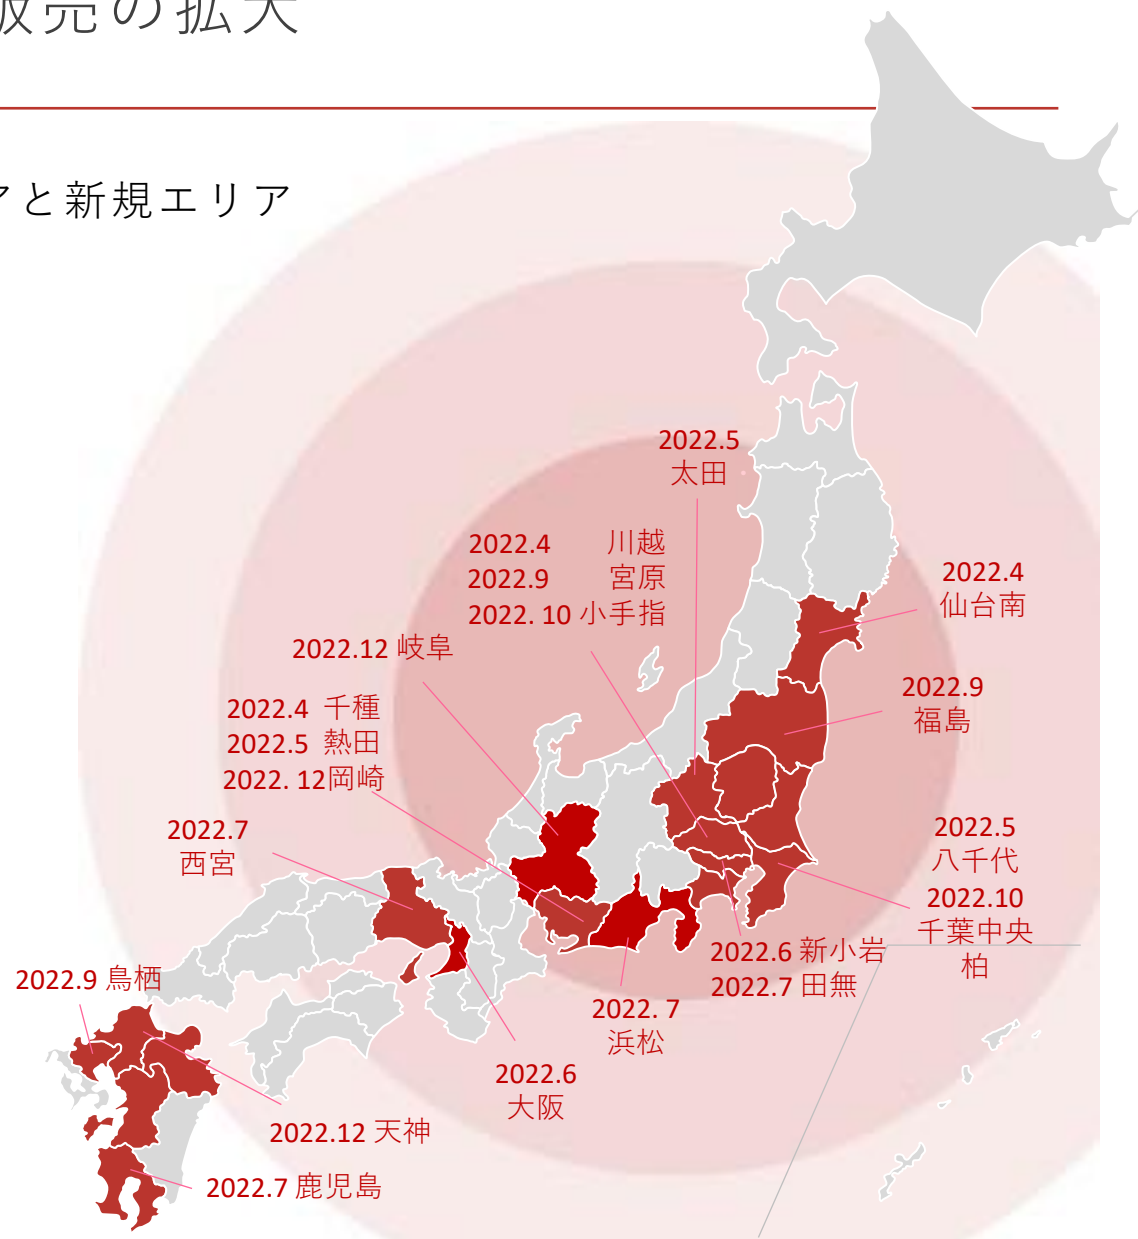 販売の拡大
アと新規エリア
2022.5
太田
2022.4 川越
2022.9 宮原
2022. 10 小手指
2022.4
仙台南
2022.12 岐阜
2022.9
福島
2022.4 千種
2022.5 熱田
2022. 12岡崎
2022.7
西宮
2022.5
八千代
2022.10
千葉中央
柏
2022.6 新小岩
2022.7 田無
2022.9 鳥栖
2022. 7
浜松
2022.6
大阪
2022.12 天神
2022.7 鹿児島